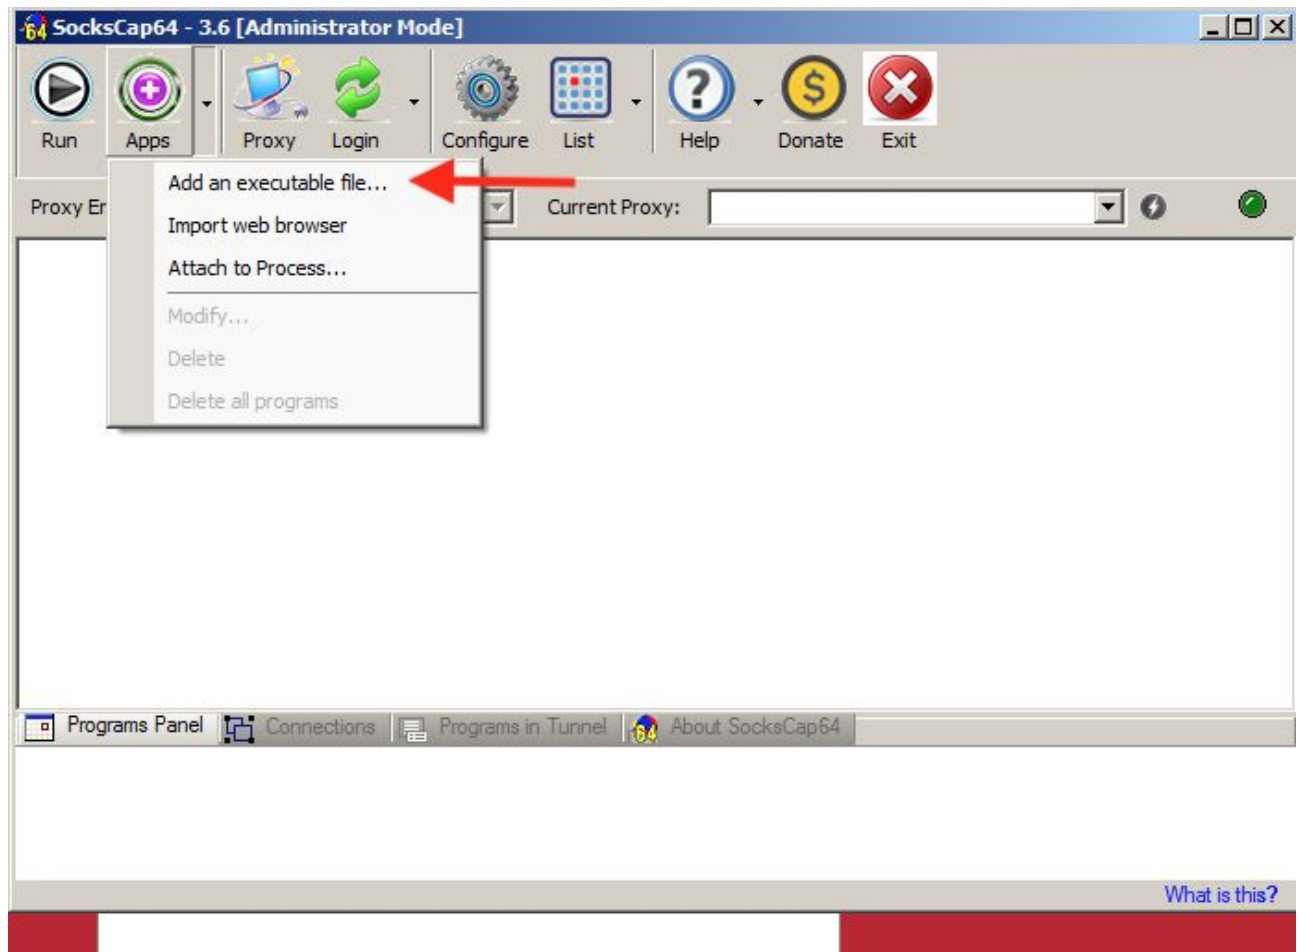 SocksCap64 - 3.6 [Administrator Mode]
Run Apps Proxy Login Configure List Help Donate Exit
Add an executable file...
Proxy Er Current Proxy:
Import web browser
Attach to Process...
Modify...
Delete
Delete all programs
Programs Panel Connections Programs in Tunnel About SocksCap64
What is this?